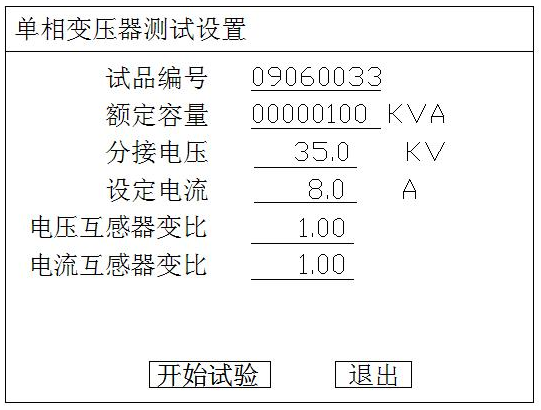 单相变压器测试设置
试品编号 09060033
额定容量 00000100 KVA
分接电压 35.0 KV
设定电流 8.0 A
电压互感器变比 1.00
电流互感器变比 1.00
开始试验 退出